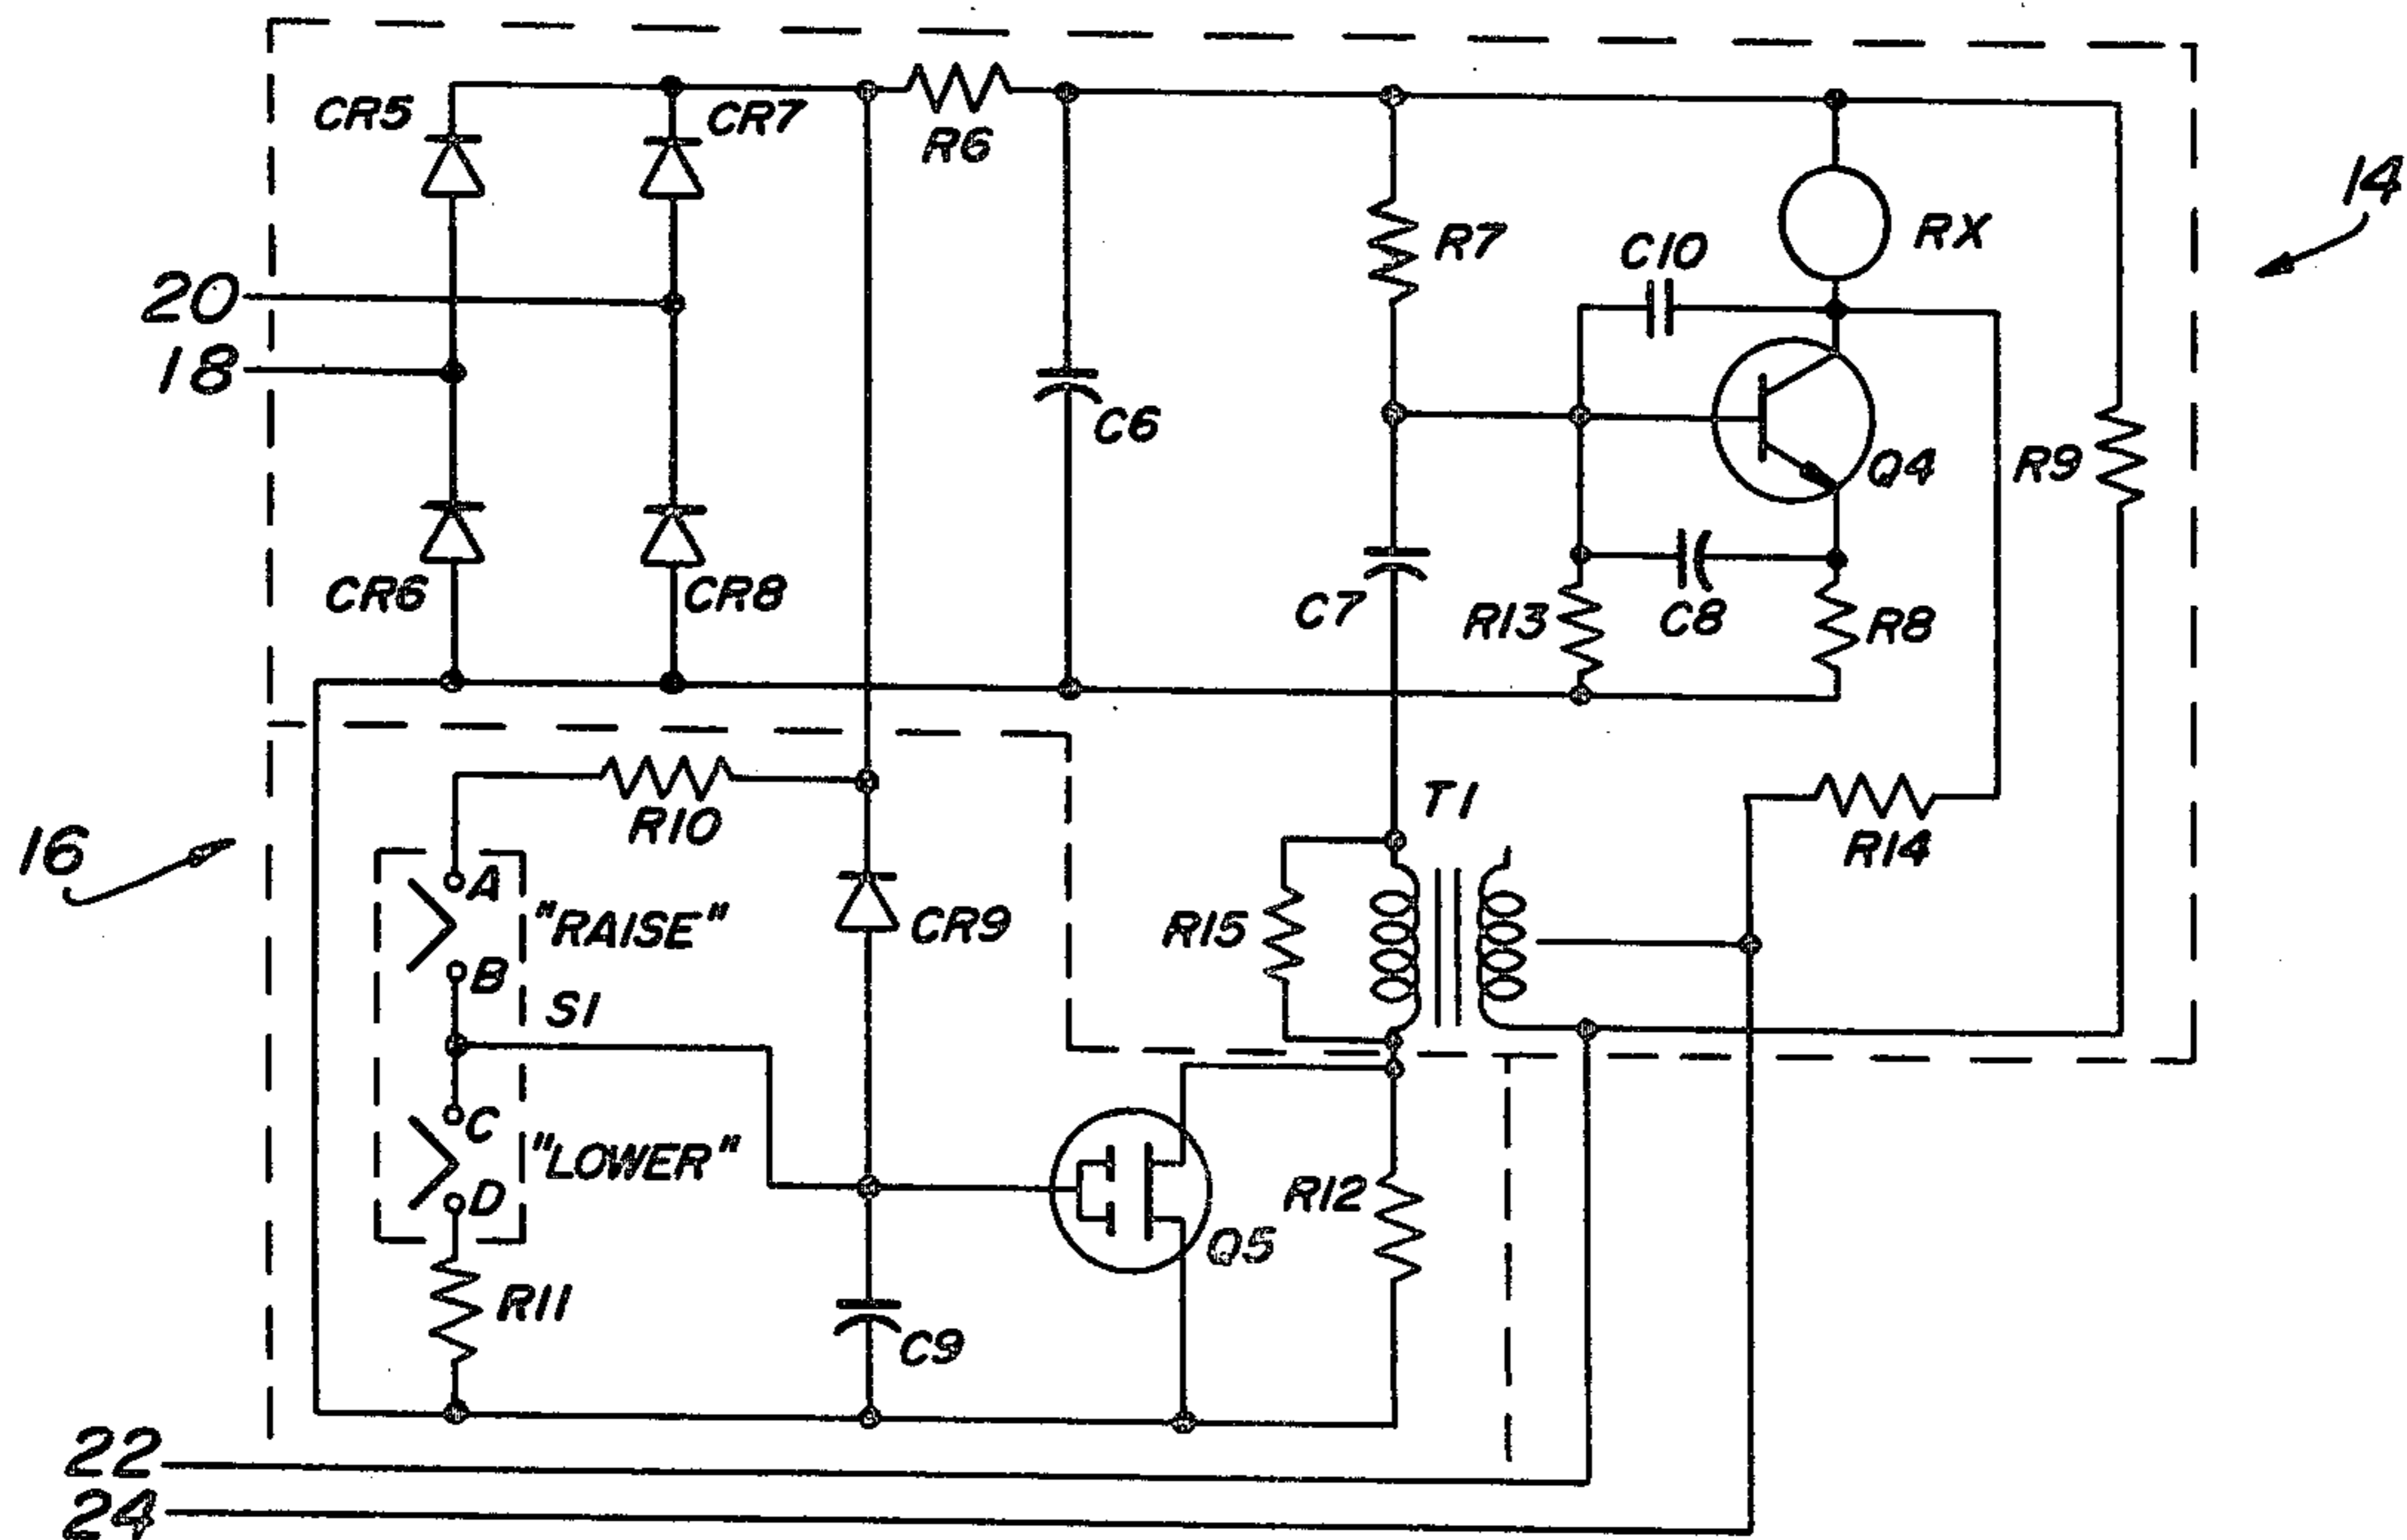 CR5
CR7
R6
14
R7
C10
RX
20
18
C6
Q4
R9
CR6
CR8
C7
R13
C8
R8
R10
T1
16
A
"RAISE"
CR9
R15
R14
B
S1
C
"LOWER"
D
R12
Q5
R11
C9
22
24